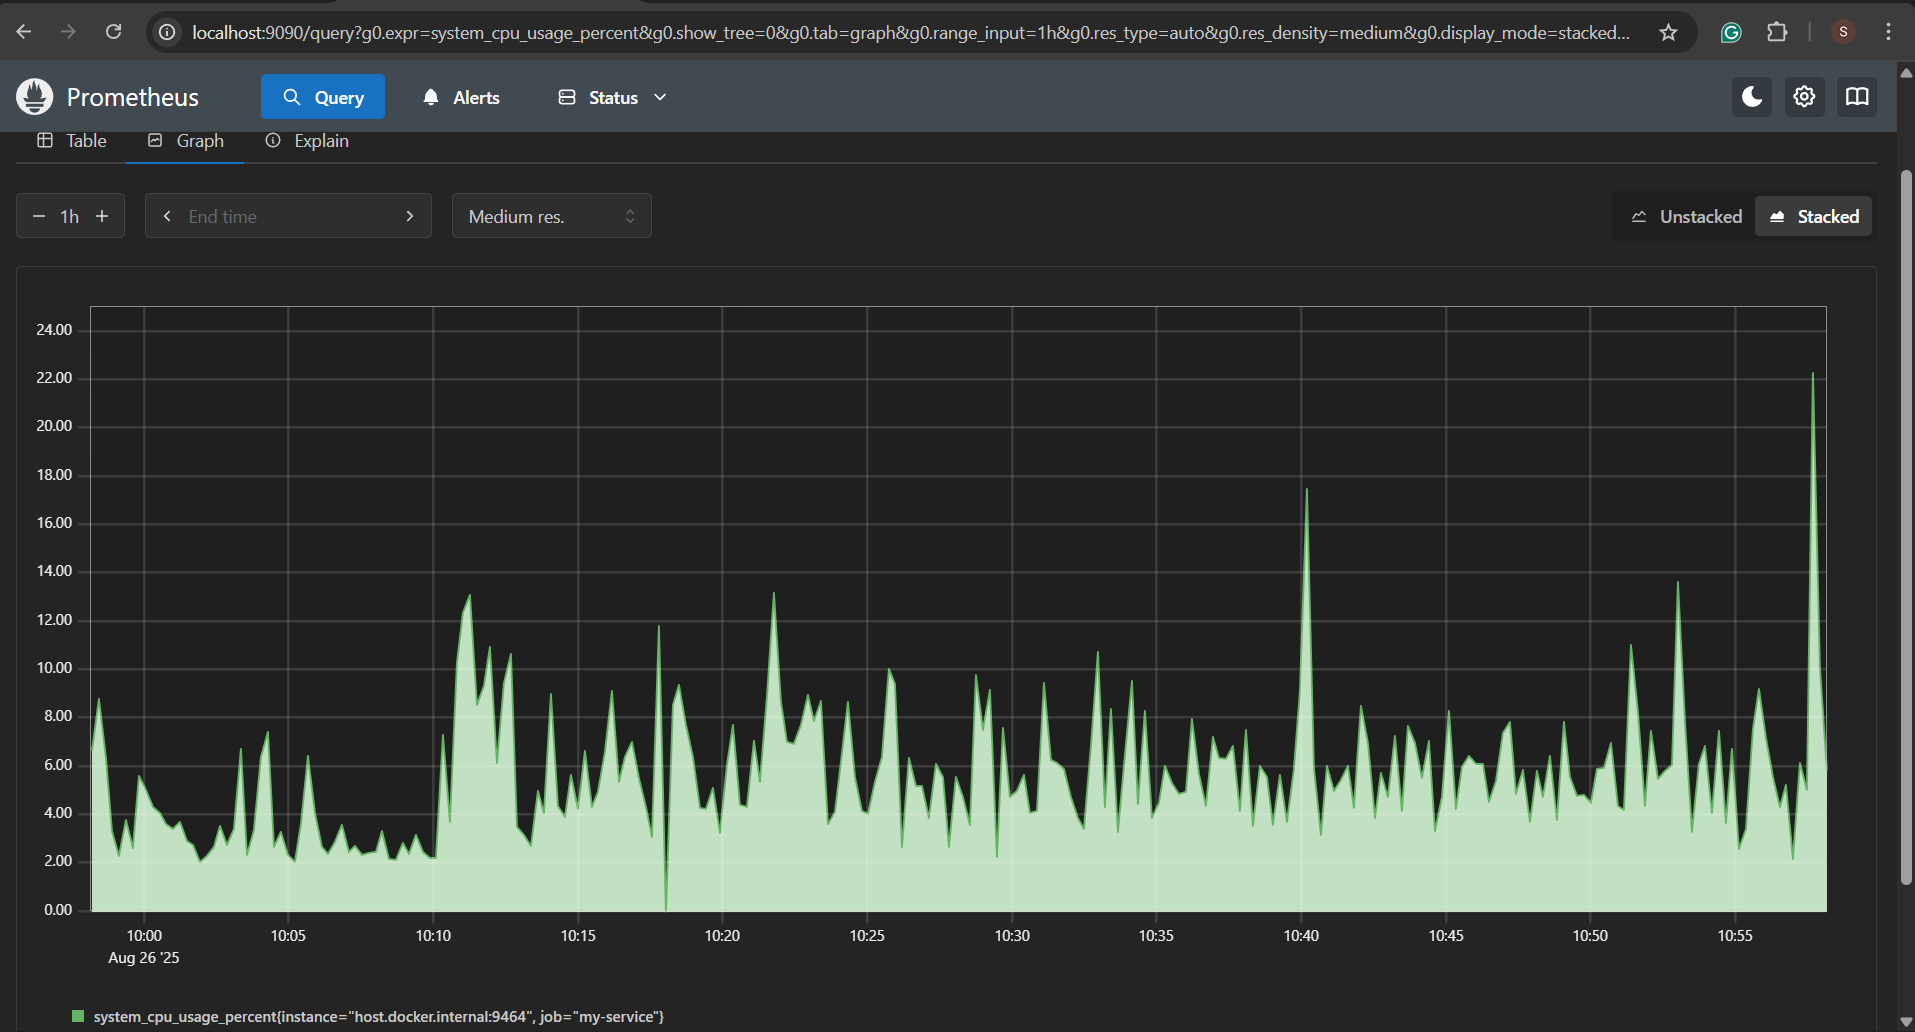 localhost:9090/query?g0.expr=system_cpu_usage_percent&g0.show_tree=0&g0.tab=graph&g0.range_input=1h&g0.res_type=auto&g0.res_density=medium&g0.display_mode=stacked...
S
Prometheus Query Alerts Status
Table Graph Explain
1h End time Medium res. Unstacked Stacked
24.00
22.00
20.00
18.00
16.00
14.00
12.00
10.00
8.00
6.00
4.00
2.00
0.00
10:00 10:05 10:10 10:15 10:20 10:25 10:30 10:35 10:40 10:45 10:50 10:55
Aug 26 '25
system_cpu_usage_percent{instance="host.docker.internal:9464", job="my-service"}